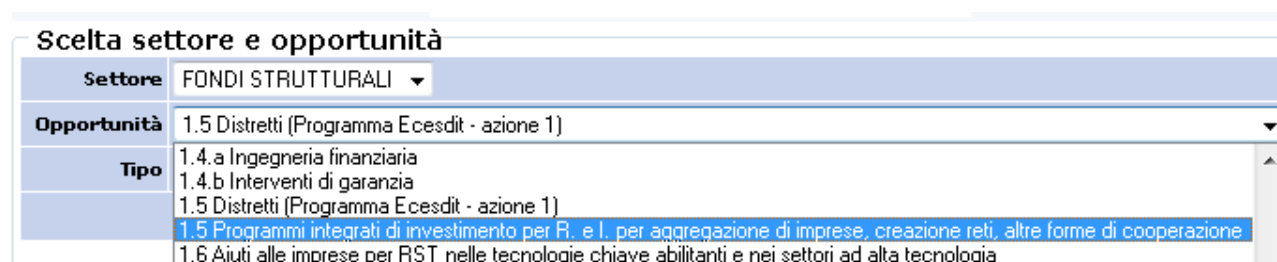 Scelta settore e opportunità
Settore FONDI STRUTTURALI
Opportunità 1.5 Distretti (Programma Ecesdit - azione 1)
Tipo
1.4.a Ingegneria finanziaria
1.4.b Interventi di garanzia
1.5 Distretti (Programma Ecesdit - azione 1)
1.5 Programmi integrati di investimento per R. e I. per aggregazione di imprese, creazione reti, altre forme di cooperazione
1.6 Aiuti alle imprese per RST nelle tecnologie chiave abilitanti e nei settori ad alta tecnologia